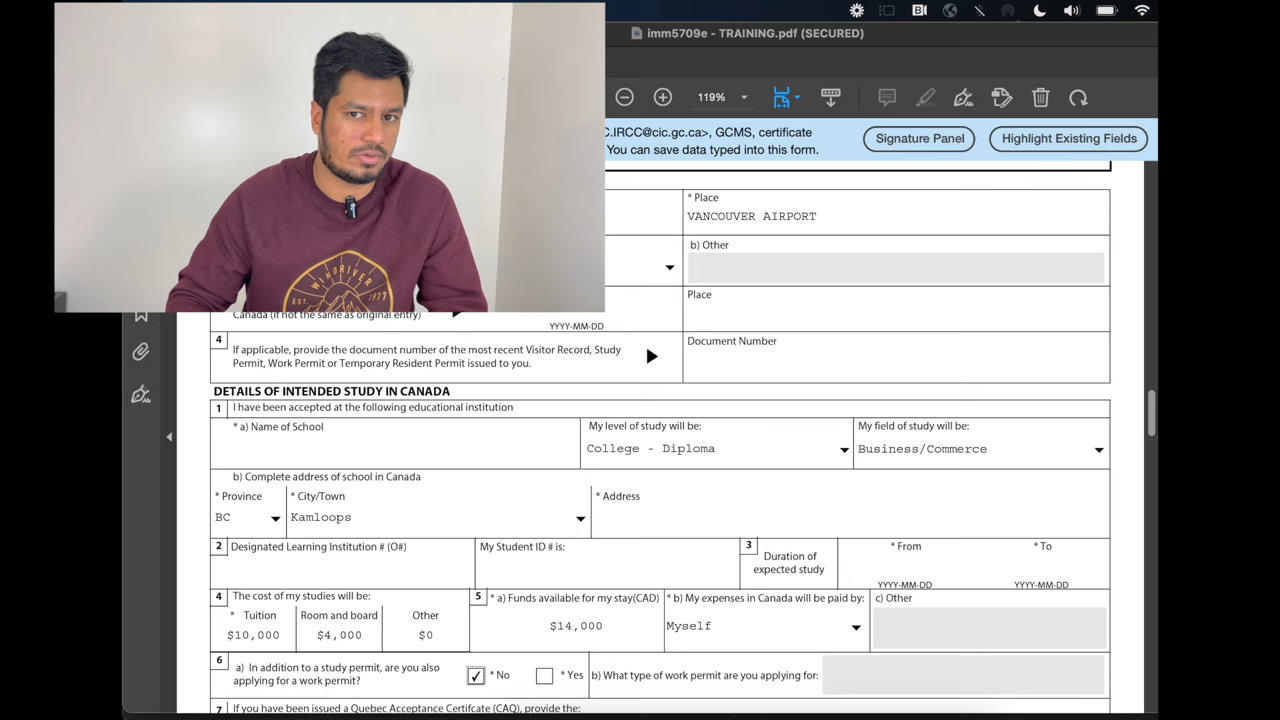 imm5709e - TRAINING.pdf (SECURED)
119%
C.IRCC@cic.gc.ca>, GCMS, certificate
You can save data typed into this form.
Signature Panel
Highlight Existing Fields
WINDRIVER
EST. 1977
* Place
VANCOUVER AIRPORT
b) Other
Canada (if not the same as original entry)
YYYY-MM-DD
Place
4
If applicable, provide the document number of the most recent Visitor Record, Study
Permit, Work Permit or Temporary Resident Permit issued to you.
Document Number
DETAILS OF INTENDED STUDY IN CANADA
1 I have been accepted at the following educational institution
* a) Name of School
My level of study will be:
College - Diploma
My field of study will be:
Business/Commerce
b) Complete address of school in Canada
* Province
BC
* City/Town
Kamloops
* Address
2 Designated Learning Institution # (O#)
My Student ID # is:
3
Duration of
expected study
* From
YYYY-MM-DD
* To
YYYY-MM-DD
4 The cost of my studies will be:
* Tuition
$10,000
Room and board
$4,000
Other
$0
5 * a) Funds available for my stay(CAD)
$14,000
* b) My expenses in Canada will be paid by:
Myself
c) Other
6
a) In addition to a study permit, are you also
applying for a work permit?
* No
* Yes
b) What type of work permit are you applying for:
7 If you have been issued a Quebec Acceptance Certifcate (CAQ), provide the: